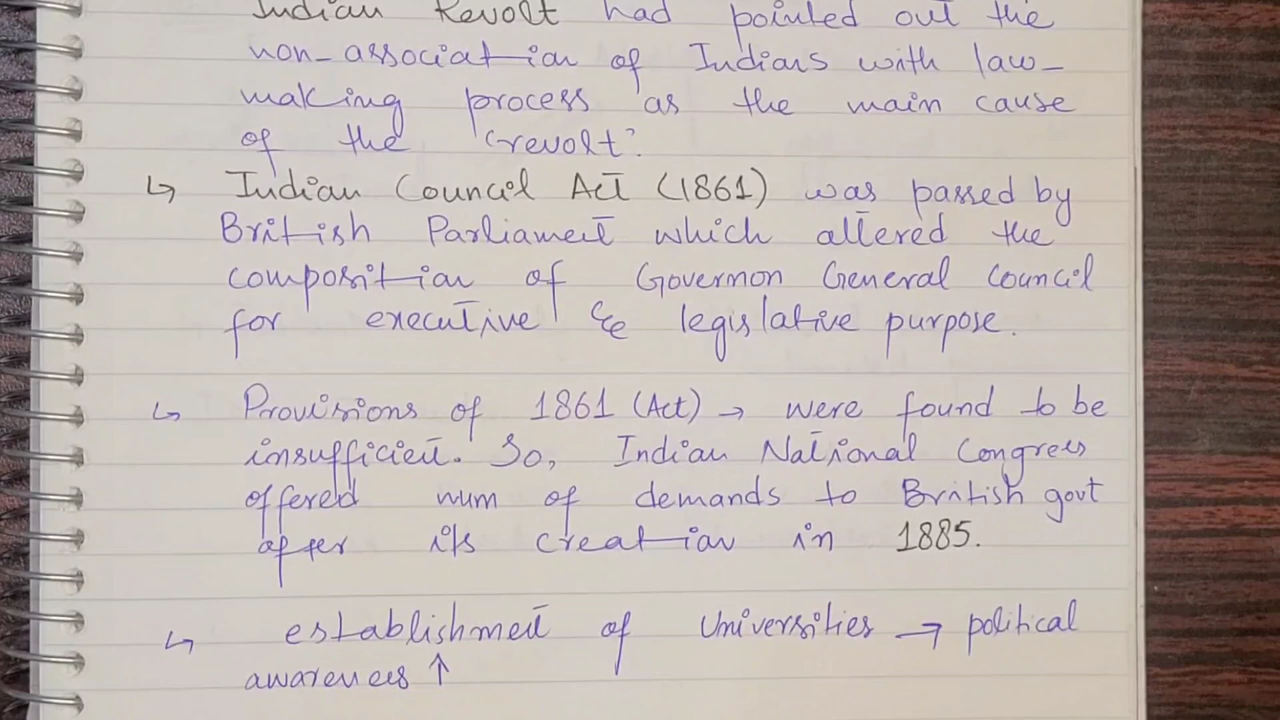 Indian Revolt had pointed out the
non-association of Indians with law-
making process as the main cause
of the revolt.
↳ Indian Council Act (1861) was passed by
British Parliament which altered the
composition of Governor General Council
for executive & legislative purpose.
↳ Provisions of 1861 (Act) → were found to be
insufficient. So, Indian National Congress
offered num of demands to British govt
after its creation in 1885.
↳ establishment of Universities → political
awareness ↑